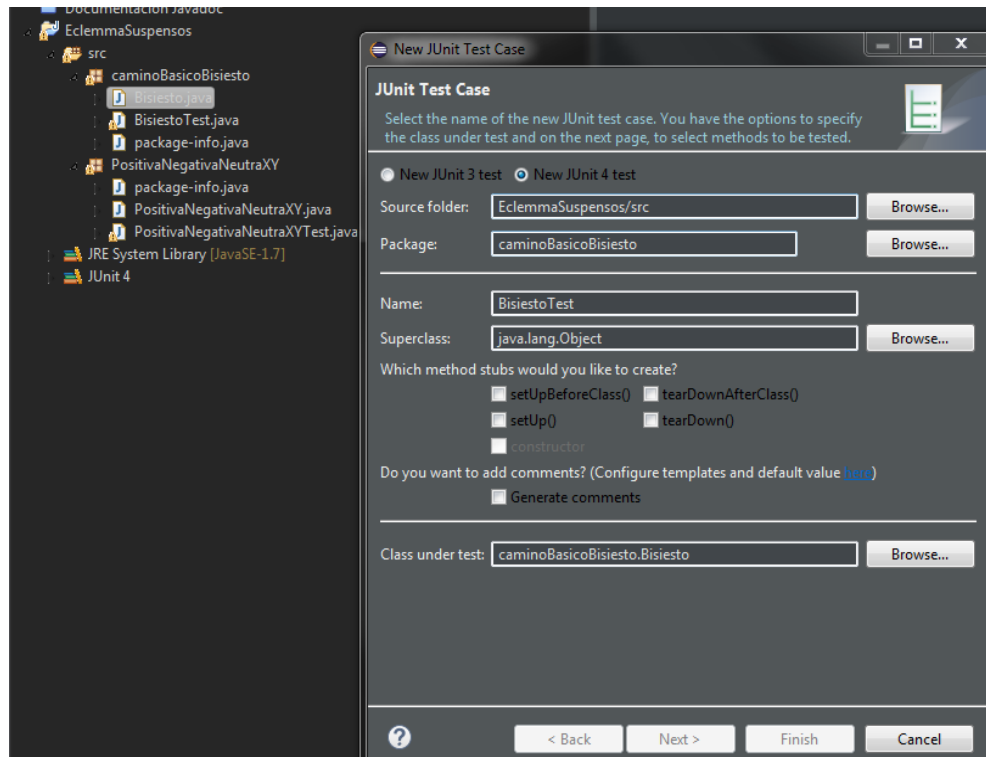 Documentación Javadoc
EclemmaSuspensos
src
caminoBasicoBisiesto
Bisiesto.java
BisiestoTest.java
package-info.java
PositivaNegativaNeutraXY
package-info.java
PositivaNegativaNeutraXY.java
PositivaNegativaNeutraXYTest.java
JRE System Library [JavaSE-1.7]
JUnit 4
New JUnit Test Case
JUnit Test Case
Select the name of the new JUnit test case. You have the options to specify
the class under test and on the next page, to select methods to be tested.
New JUnit 3 test New JUnit 4 test
Source folder: EclemmaSuspensos/src Browse...
Package: caminoBasicoBisiesto Browse...
Name: BisiestoTest
Superclass: java.lang.Object Browse...
Which method stubs would you like to create?
setUpBeforeClass() tearDownAfterClass()
setUp() tearDown()
constructor
Do you want to add comments? (Configure templates and default value here)
Generate comments
Class under test: caminoBasicoBisiesto.Bisiesto Browse...
? < Back Next > Finish Cancel